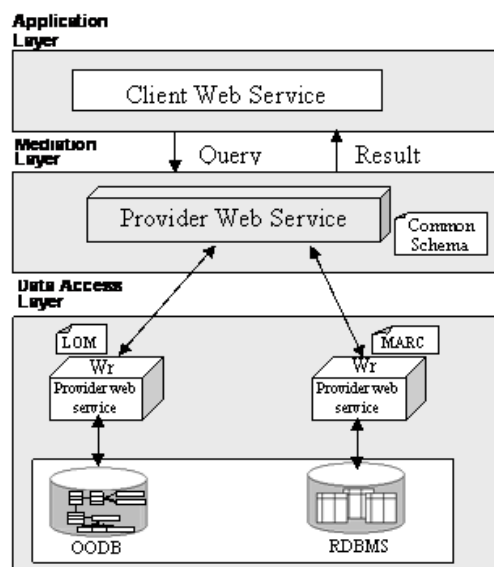 Application
Layer
Client Web Service
Mediation
Layer
Query
Result
Provider Web Service
Common
Schema
Data Access
Layer
LOM
MARC
Wr
Provider web
service
Wr
Provider web
service
OODB
RDBMS